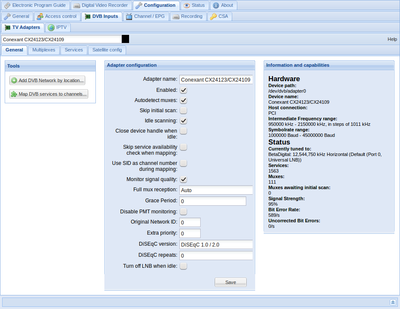 Electronic Program Guide Digital Video Recorder Configuration Status About
General Access control DVB Inputs Channel / EPG Recording CSA
TV Adapters IPTV
Conexant CX24123/CX24109 Help
General Multiplexes Services Satellite config
Tools
Add DVB Network by location...
Map DVB services to channels...
Adapter configuration
Adapter name: Conexant CX24123/CX24109
Enabled:
Autodetect muxes:
Skip initial scan:
Idle scanning:
Close device handle when
idle:
Skip service availability
check when mapping:
Use SID as channel number
during mapping:
Monitor signal quality:
Full mux reception: Auto
Grace Period: 0
Disable PMT monitoring:
Original Network ID: 0
Extra priority: 0
DiSEqC version: DiSEqC 1.0 / 2.0
DiSEqC repeats: 0
Turn off LNB when idle:
Save
Information and capabilities
Hardware
Device path:
/dev/dvb/adapter0
Device name:
Conexant CX24123/CX24109
Host connection:
PCI
Intermediate Frequency range:
950000 kHz - 2150000 kHz, in steps of 1011 kHz
Symbolrate range:
1000000 Baud - 45000000 Baud
Status
Currently tuned to:
BetaDigital: 12,544,750 kHz Horizontal (Default (Port 0,
Universal LNB))
Services:
1563
Muxes:
111
Muxes awaiting initial scan:
0
Signal Strength:
95%
Bit Error Rate:
589/s
Uncorrected Bit Errors:
0/s